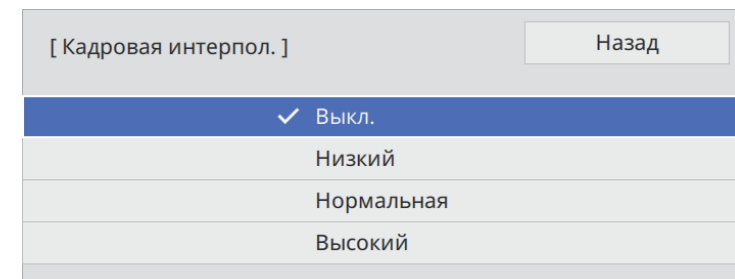 [ Кадровая интерпол. ]
Назад
Выкл.
Низкий
Нормальная
Высокий